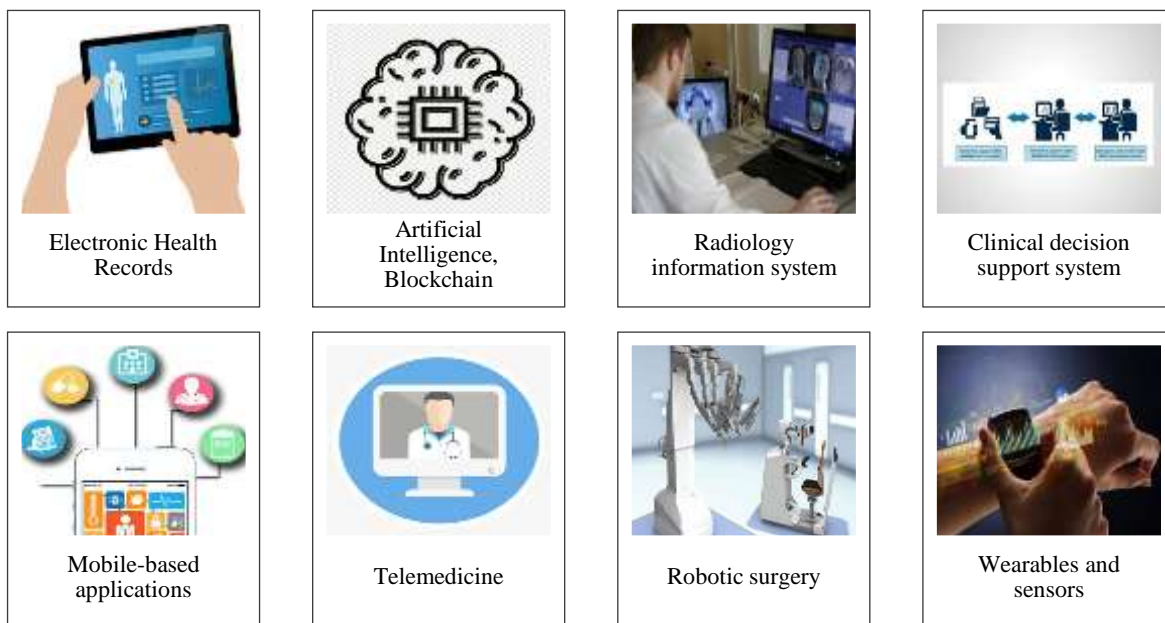 Electronic Health
Records
Artificial
Intelligence,
Blockchain
Radiology
information system
Clinical decision
support system
Mobile-based
applications
Telemedicine
Robotic surgery
Wearables and
sensors